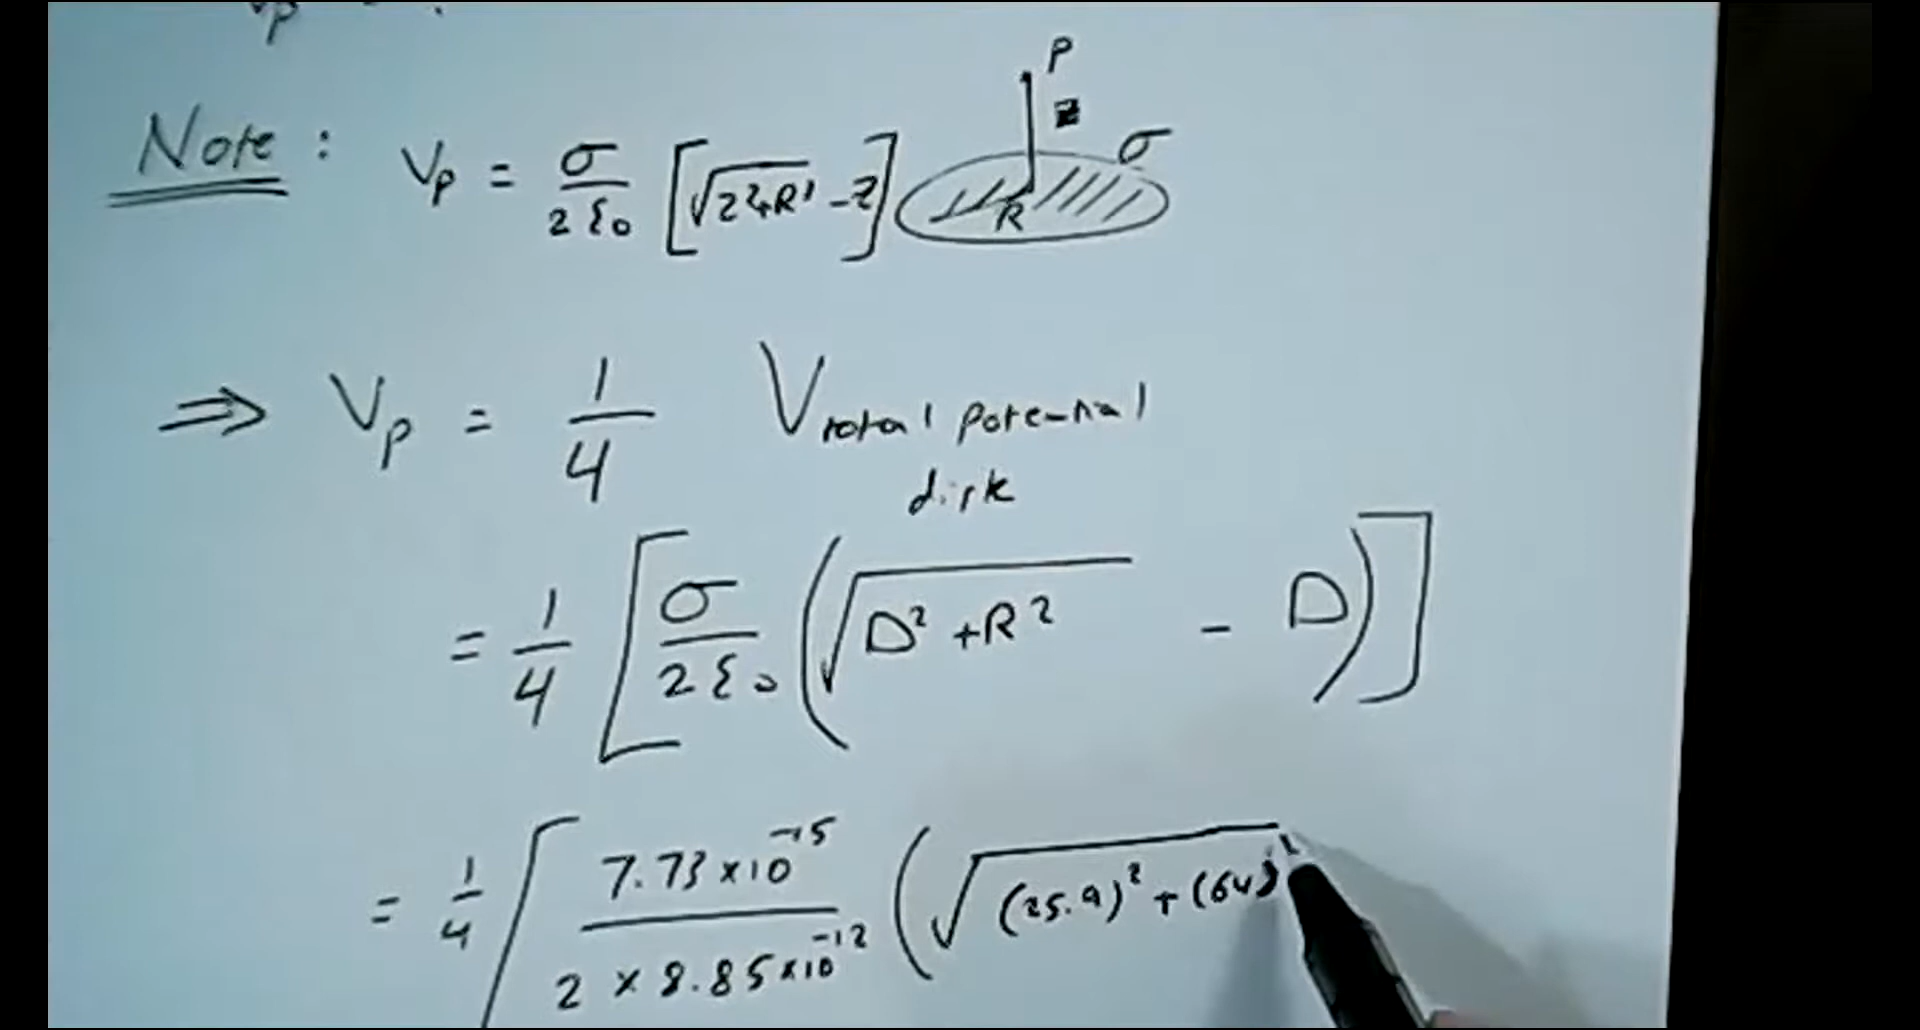 Vp
Note : Vp = σ / 2ε₀ [√z²+R² - z]
P
z
σ
R
⇒ Vp = 1/4 V total potential
disk
= 1/4 [σ / 2ε₀ (√D² + R² - D)]
= 1/4 [7.73 × 10⁻¹⁵ / 2 × 8.85 × 10⁻¹² (√(25.9)² + (64)²